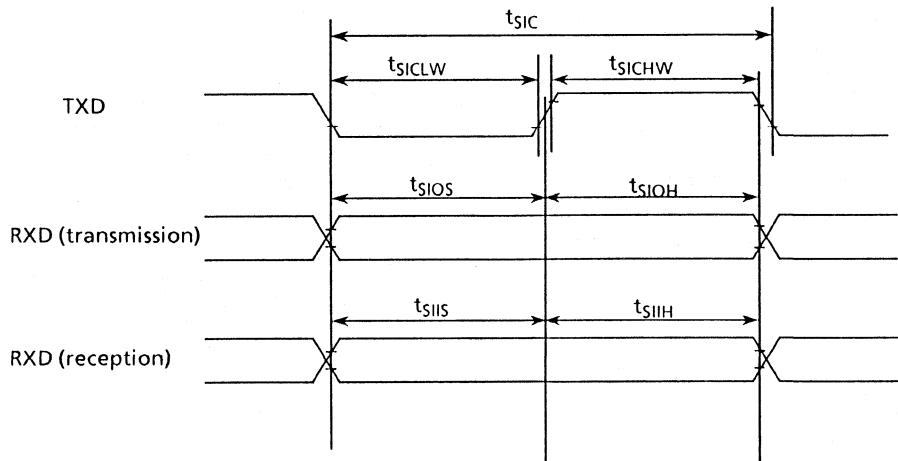 tSIC
tSICLW
tSICHW
TXD
tSIOS
tSIOH
RXD (transmission)
tSIIS
tSIIH
RXD (reception)